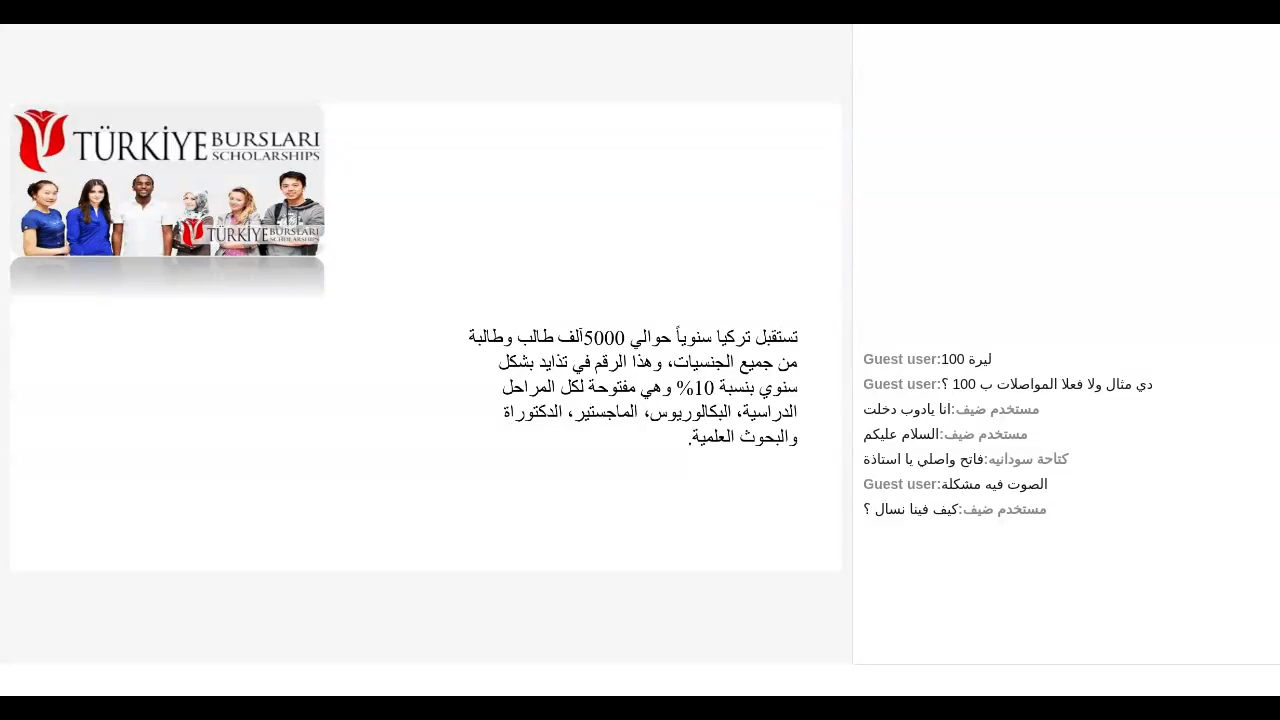 TÜRKİYE BURSLARI
SCHOLARSHIPS
TÜRKİYE BURSLARI
SCHOLARSHIPS
تستقبل تركيا سنوياً حوالي 5000آلف طالب وطالبة
من جميع الجنسيات، وهذا الرقم في تذايد بشكل
سنوي بنسبة 10% وهي مفتوحة لكل المراحل
الدراسية، البكالوريوس، الماجستير، الدكتوراة
والبحوث العلمية.
Guest user:100 ليرة
Guest user:دي مثال ولا فعلا المواصلات ب 100 ؟
مستخدم ضيف:انا يادوب دخلت
مستخدم ضيف:السلام عليكم
كتاحة سودانيه:فاتح واصلي يا استاذة
Guest user:الصوت فيه مشكلة
مستخدم ضيف:كيف فينا نسال ؟